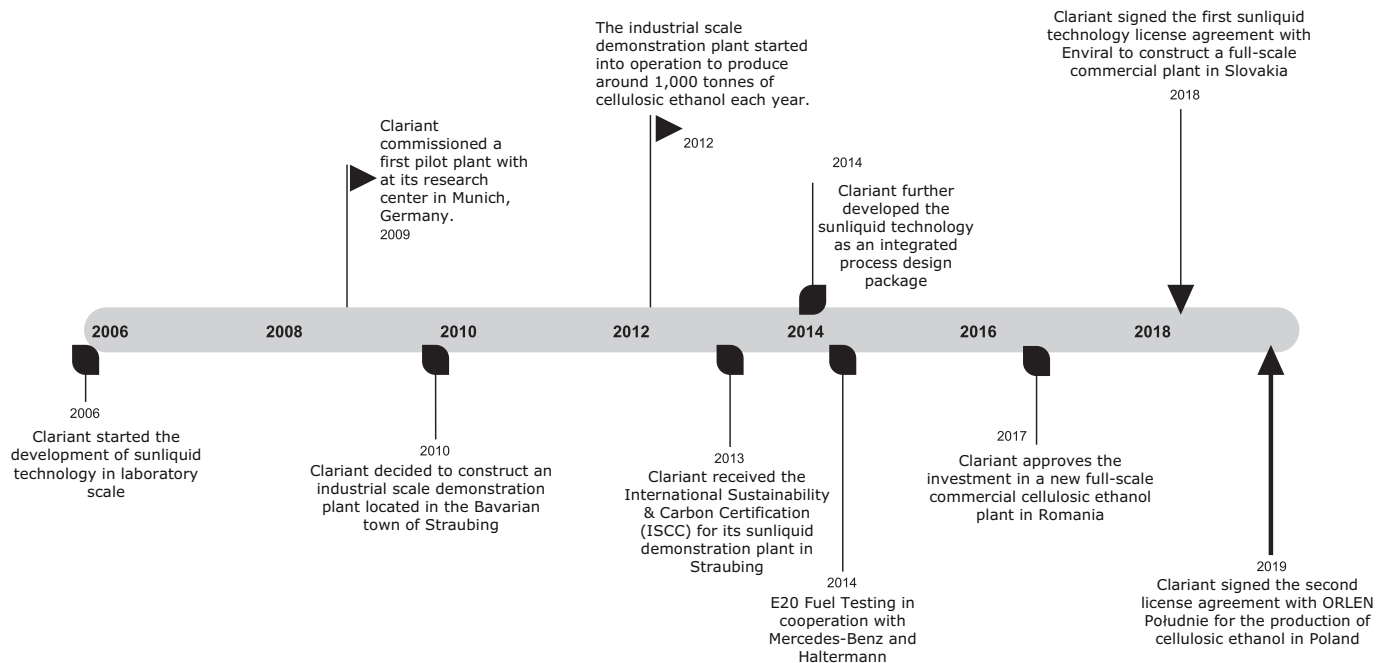 Clariant signed the first sunliquid
technology license agreement with
Enviral to construct a full-scale
commercial plant in Slovakia
2018
The industrial scale
demonstration plant started
into operation to produce
around 1,000 tonnes of
cellulosic ethanol each year.
2012
Clariant
commissioned a
first pilot plant with
at its research
center in Munich,
Germany.
2009
2014
Clariant further
developed the
sunliquid technology
as an integrated
process design
package
2006 2008 2010 2012 2014 2016 2018
2006
Clariant started the
development of sunliquid
technology in laboratory
scale
2010
Clariant decided to construct an
industrial scale demonstration
plant located in the Bavarian
town of Straubing
2013
Clariant received the
International Sustainability
& Carbon Certification
(ISCC) for its sunliquid
demonstration plant in
Straubing
2014
E20 Fuel Testing in
cooperation with
Mercedes-Benz and
Haltermann
2017
Clariant approves the
investment in a new full-scale
commercial cellulosic ethanol
plant in Romania
2019
Clariant signed the second
license agreement with ORLEN
Południe for the production of
cellulosic ethanol in Poland